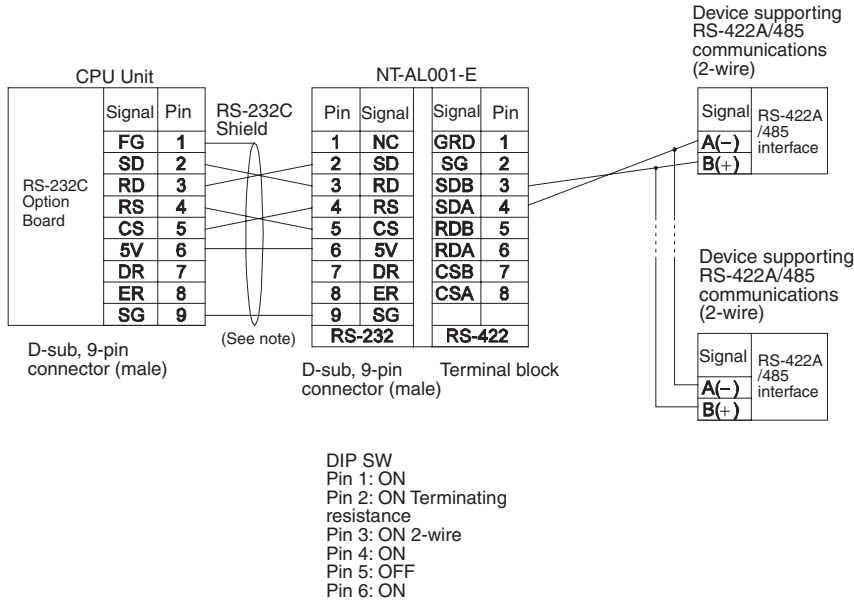 Device supporting
RS-422A/485
communications
(2-wire)
CPU Unit
NT-AL001-E
Signal Pin
RS-232C
Shield
Pin Signal
Signal Pin
Signal
RS-422A
/485
interface
FG 1
1 NC
GRD 1
A(−)
SD 2
2 SD
SG 2
B(+)
RS-232C
Option
Board
RD 3
3 RD
SDB 3
RS 4
4 RS
SDA 4
CS 5
5 CS
RDB 5
5V 6
6 5V
RDA 6
DR 7
7 DR
CSB 7
ER 8
8 ER
CSA 8
SG 9
9 SG
(See note)
RS-232
RS-422
D-sub, 9-pin
connector (male)
D-sub, 9-pin
connector (male)
Terminal block
Device supporting
RS-422A/485
communications
(2-wire)
Signal
RS-422A
/485
interface
A(−)
B(+)
DIP SW
Pin 1: ON
Pin 2: ON Terminating
resistance
Pin 3: ON 2-wire
Pin 4: ON
Pin 5: OFF
Pin 6: ON